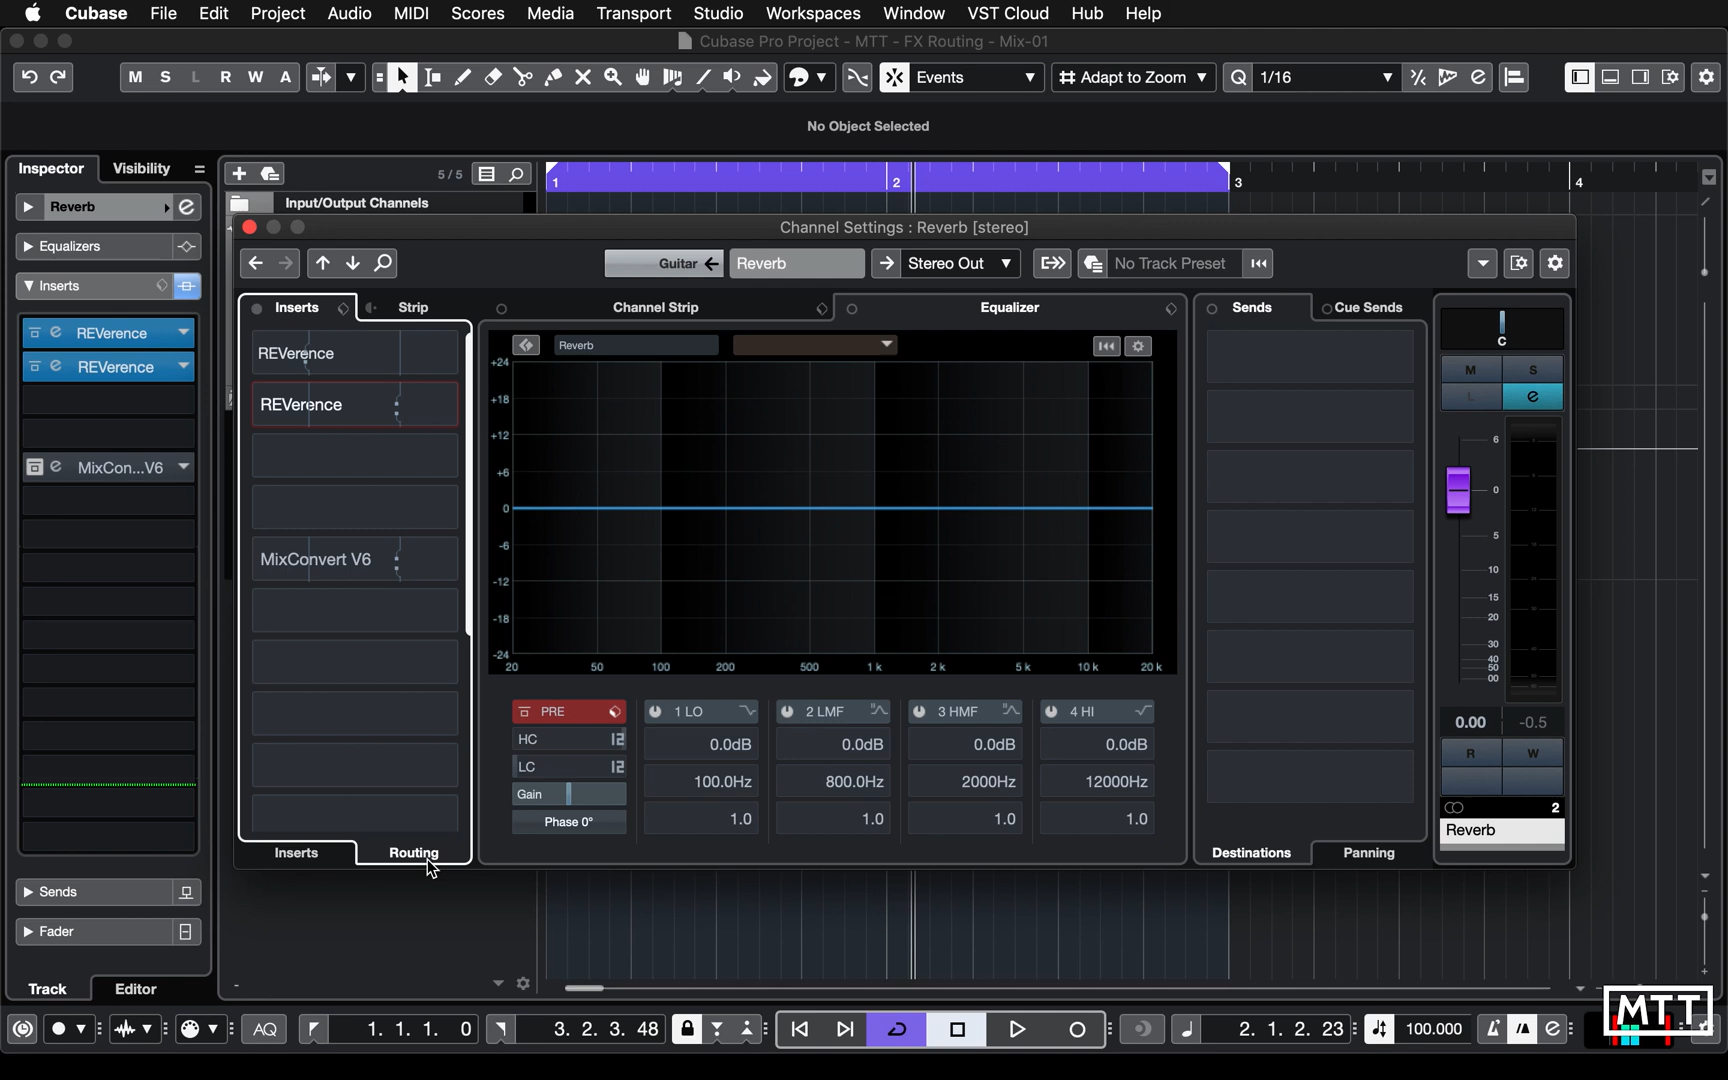 Cubase File Edit Project Audio MIDI Scores Media Transport Studio Workspaces Window VST Cloud Hub Help
Cubase Pro Project - MTT - FX Routing - Mix-01
M S L R W A Events Adapt to Zoom Q 1/16
No Object Selected
Inspector Visibility 5 / 5 1 2 3 4
Reverb
Input/Output Channels
Equalizers
Inserts
REVerence
REVerence
MixCon...V6
Sends
Fader
Track Editor
Channel Settings : Reverb [stereo]
Guitar Reverb Stereo Out No Track Preset
Inserts Strip Channel Strip Equalizer Sends Cue Sends
REVerence
REVerence
MixConvert V6
Inserts Routing
Reverb
+24
+18
+12
+6
0
-6
-12
-18
-24
20 50 100 200 500 1 k 2 k 5 k 10 k 20 k
PRE 1 LO 2 LMF 3 HMF 4 HI
HC 0.0dB 0.0dB 0.0dB 0.0dB
LC 100.0Hz 800.0Hz 2000Hz 12000Hz
Gain
Phase 0° 1.0 1.0 1.0 1.0
Destinations Panning
C
M S
L e
6
0
5
10
15
20
30
40
50
00
0.00 -0.5
R W
2
Reverb
AQ 1. 1. 1. 0 3. 2. 3. 48 2. 1. 2. 23 100.000
MTT